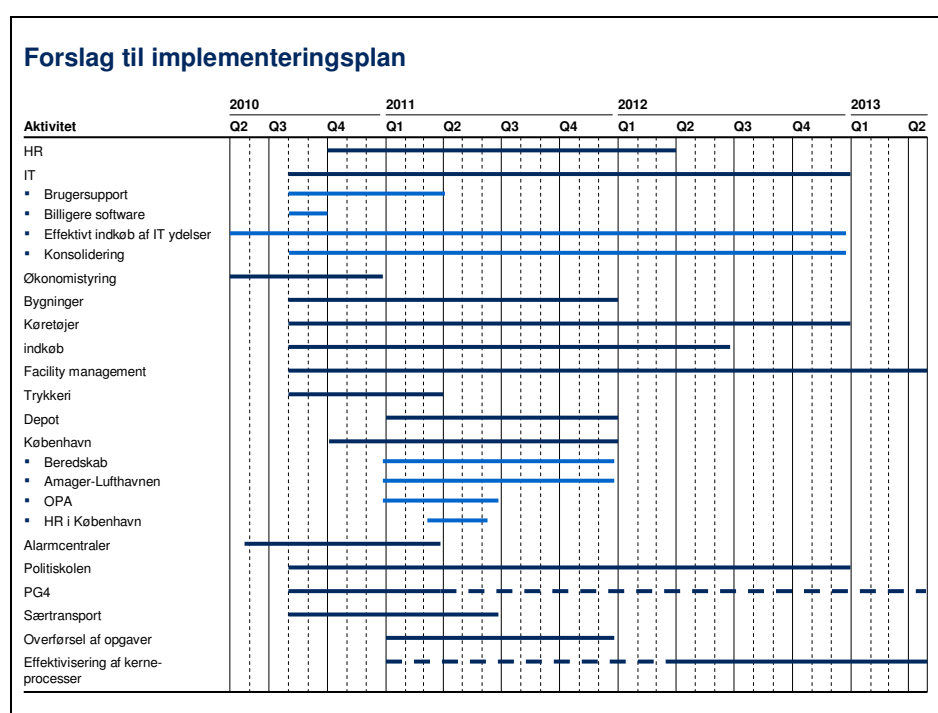 Forslag til implementeringsplan
2010 2011 2012 2013
Aktivitet Q2 Q3 Q4 Q1 Q2 Q3 Q4 Q1 Q2 Q3 Q4 Q1 Q2
HR
IT
▪ Brugersupport
▪ Billigere software
▪ Effektivt indkøb af IT ydelser
▪ Konsolidering
Økonomistyring
Bygninger
Køretøjer
indkøb
Facility management
Trykkeri
Depot
København
▪ Beredskab
▪ Amager-Lufthavnen
▪ OPA
▪ HR i København
Alarmcentraler
Politiskolen
PG4
Særtransport
Overførsel af opgaver
Effektivisering af kerne-
processer